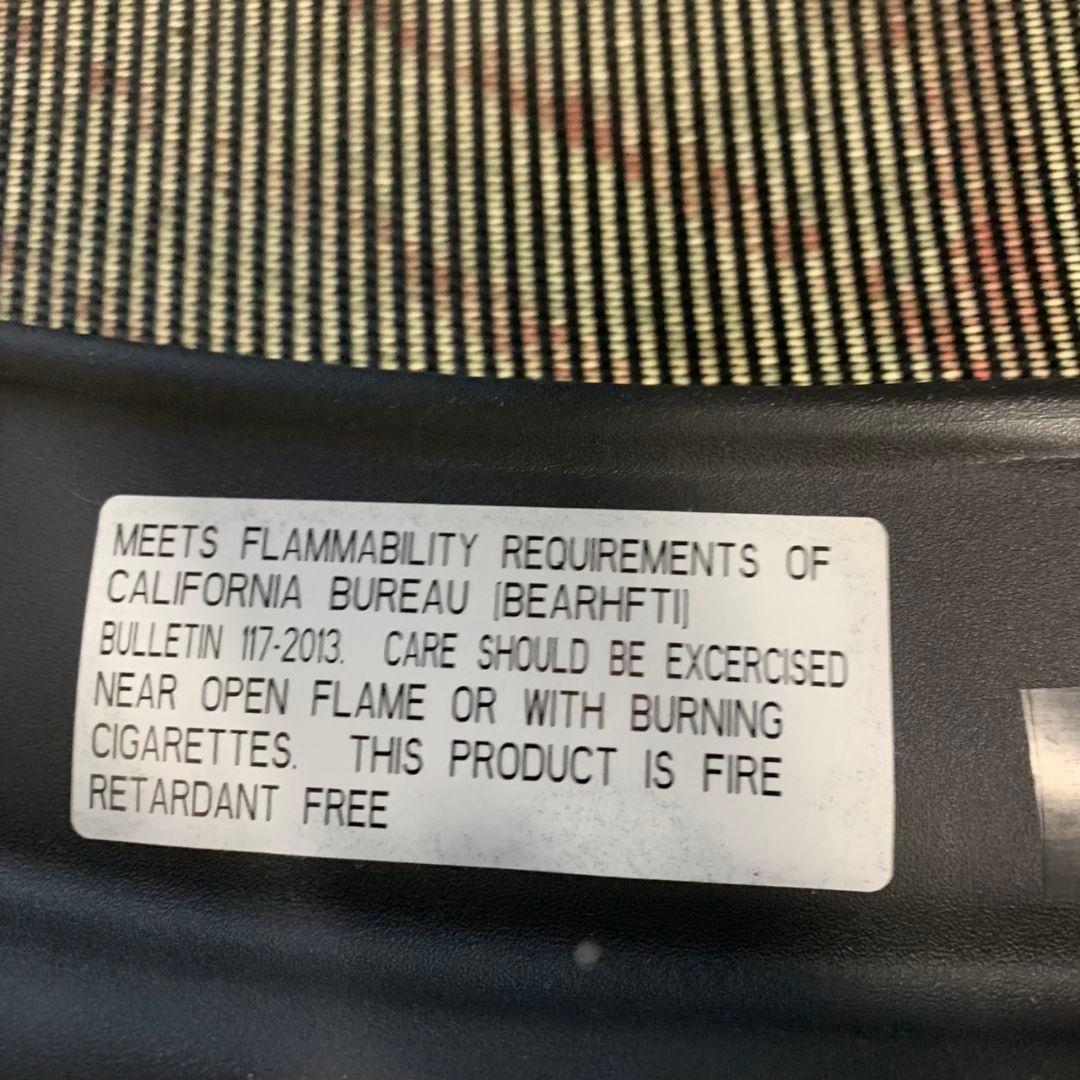 MEETS FLAMMABILITY REQUIREMENTS OF
CALIFORNIA BUREAU (BEARHFTI)
BULLETIN 117-2013. CARE SHOULD BE EXCERCISED
NEAR OPEN FLAME OR WITH BURNING
CIGARETTES. THIS PRODUCT IS FIRE
RETARDANT FREE